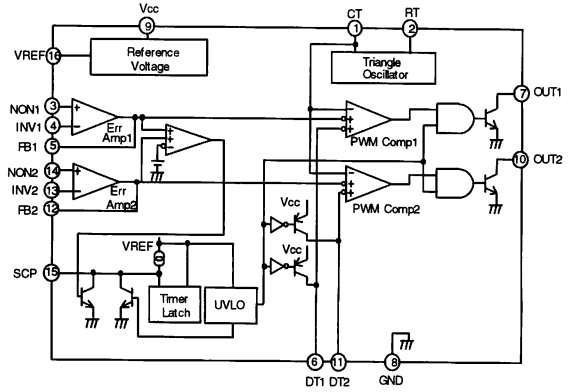 Vcc
9
CT
1
RT
2
VREF
16
Reference
Voltage
Triangle
Oscillator
NON1
3
+
INV1
4
−
Err
Amp1
FB1
5
NON2
14
+
INV2
13
−
Err
Amp2
FB2
12
+
+
−
−
+
+
PWM Comp1
−
+
+
PWM Comp2
7
OUT1
10
OUT2
Vcc
Vcc
VREF
SCP
15
Timer
Latch
UVLO
6
DT1
11
DT2
8
GND